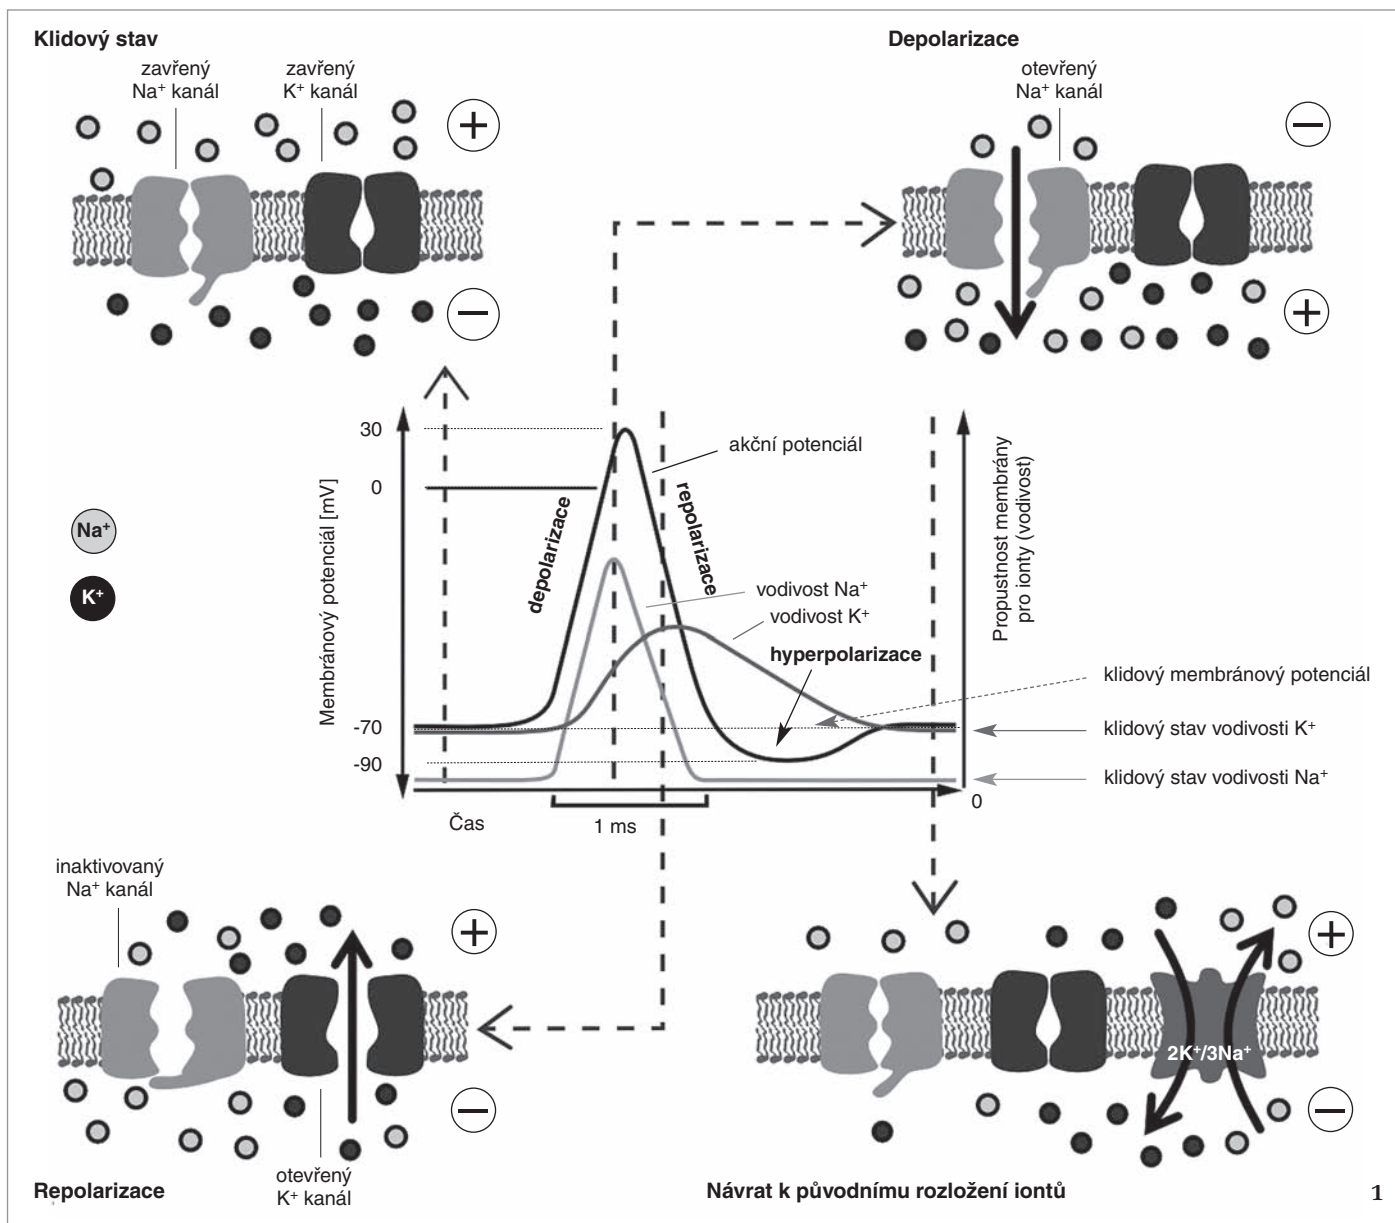 Klidový stav
zavřený
Na⁺ kanál
zavřený
K⁺ kanál
+
−
Depolarizace
otevřený
Na⁺ kanál
−
+
Na⁺
K⁺
Membránový potenciál [mV]
30
0
-70
-90
depolarizace
repolarizace
akční potenciál
vodivost Na⁺
vodivost K⁺
hyperpolarizace
Propustnost membrány
pro ionty (vodivost)
klidový membránový potenciál
klidový stav vodivosti K⁺
klidový stav vodivosti Na⁺
0
Čas
1 ms
inaktivovaný
Na⁺ kanál
+
−
otevřený
K⁺ kanál
Repolarizace
+
2K⁺/3Na⁺
−
Návrat k původnímu rozložení iontů
1